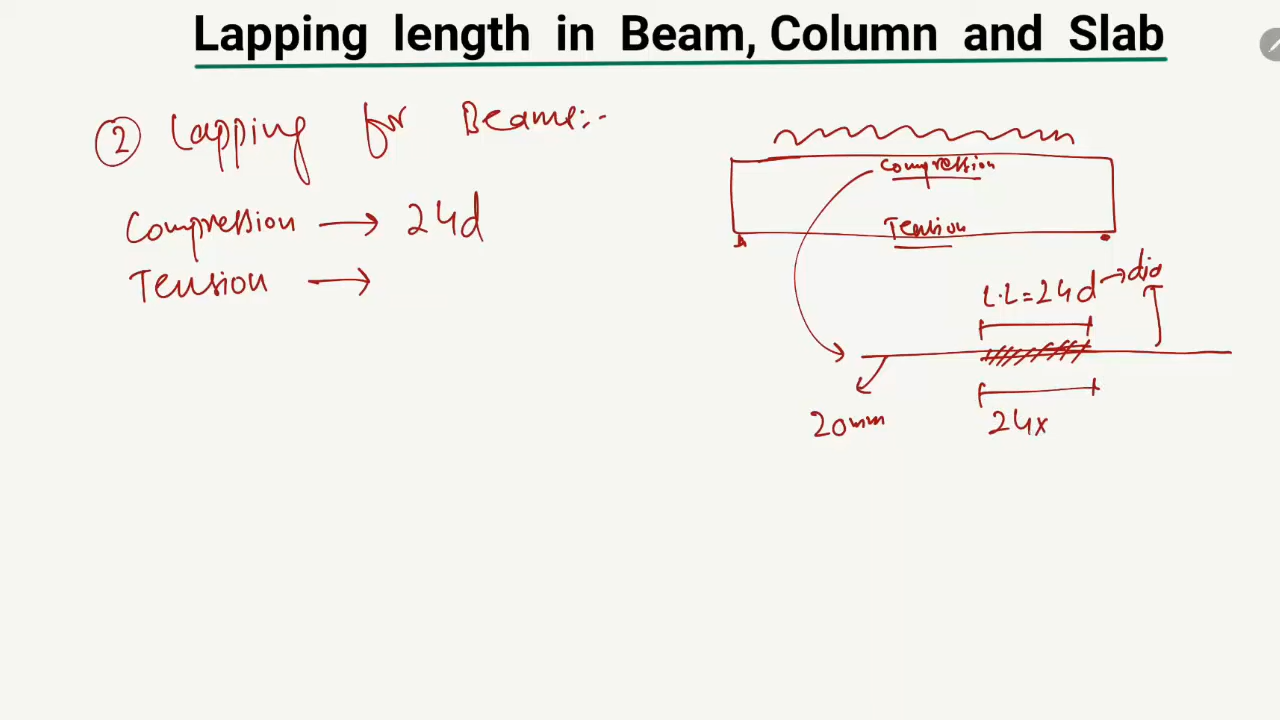 Lapping length in Beam, Column and Slab
② Lapping for Beams:-
Compression → 24d
Tension →
Compression
Tension
L.L=24d → dia
20mm
24x